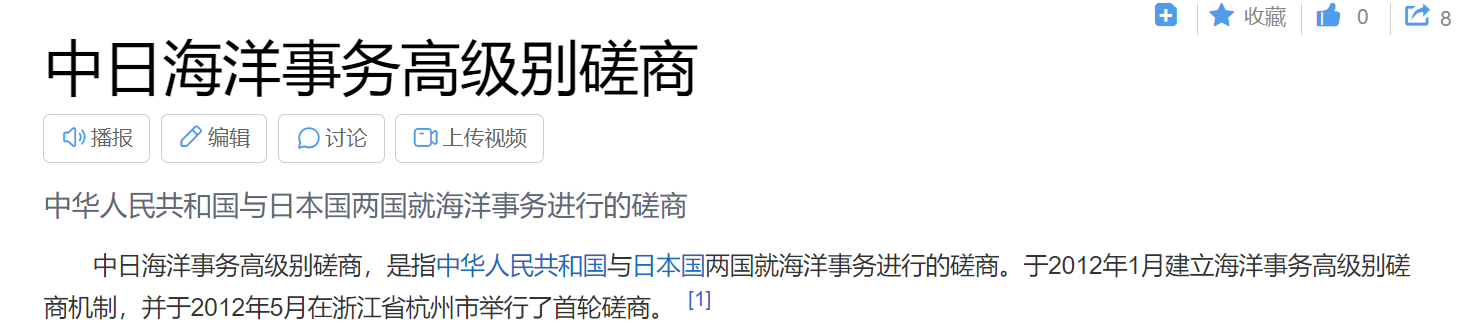 收藏 0 8
中日海洋事务高级别磋商
播报 编辑 讨论 上传视频
中华人民共和国与日本国两国就海洋事务进行的磋商
中日海洋事务高级别磋商，是指中华人民共和国与日本国两国就海洋事务进行的磋商。于2012年1月建立海洋事务高级别磋
商机制，并于2012年5月在浙江省杭州市举行了首轮磋商。 [1]